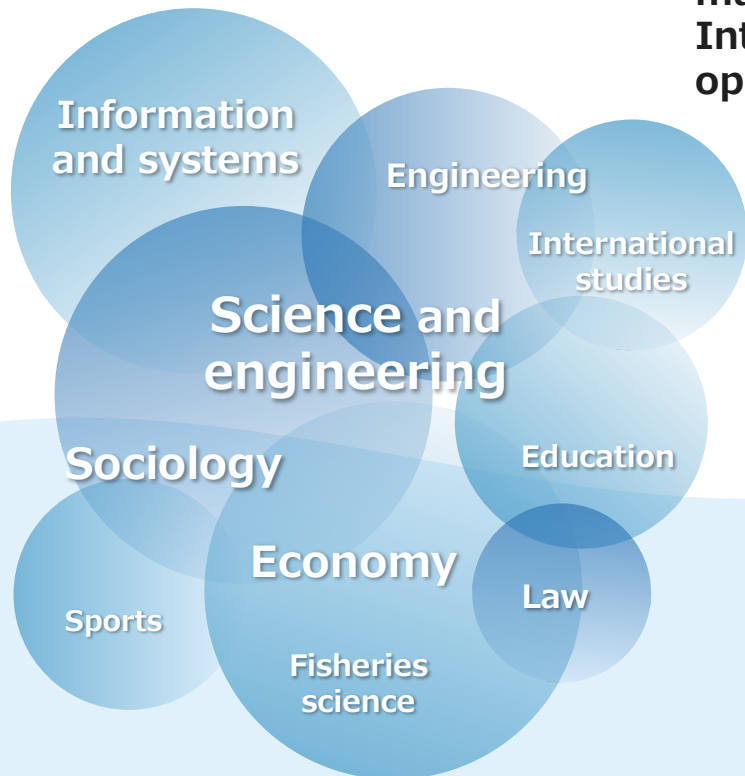 Information
and systems
Engineering
International
studies
Science and
engineering
Sociology
Education
Economy
Law
Sports
Fisheries
science